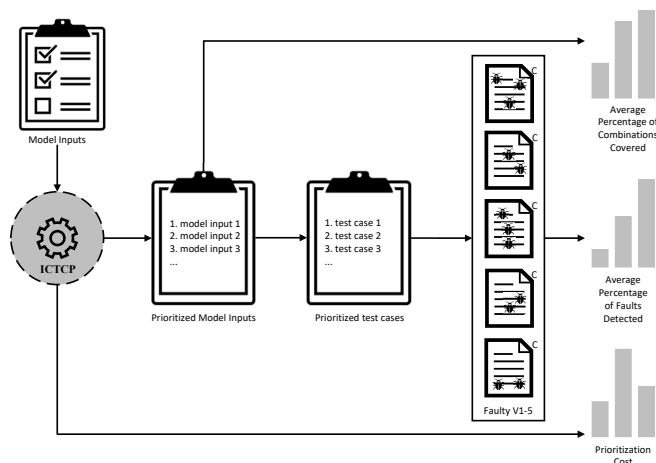 Model Inputs
ICTCP
1. model input 1
2. model input 2
3. model input 3
...
Prioritized Model Inputs
1. test case 1
2. test case 2
3. test case 3
...
Prioritized test cases
C
C
C
C
C
Faulty V1-5
Average
Percentage of
Combinations
Covered
Average
Percentage
of Faults
Detected
Prioritization
Cost